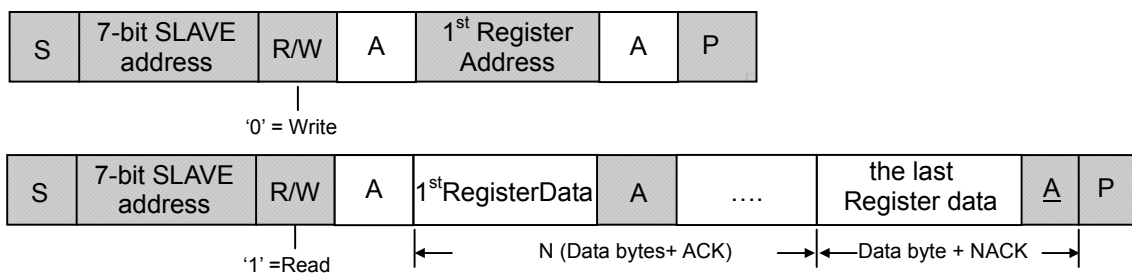 S 7-bit SLAVE address R/W A 1st Register Address A P
'0' = Write
S 7-bit SLAVE address R/W A 1stRegisterData A .... the last Register data A P
'1' =Read N (Data bytes+ ACK) Data byte + NACK